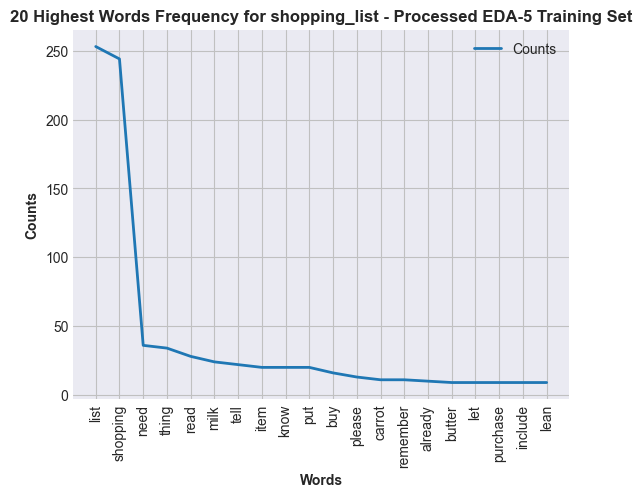 20 Highest Words Frequency for shopping_list - Processed EDA-5 Training Set
Counts
250
200
150
100
50
0
Counts
list
shopping
need
thing
read
milk
tell
item
know
put
buy
please
carrot
remember
already
butter
let
purchase
include
lean
Words